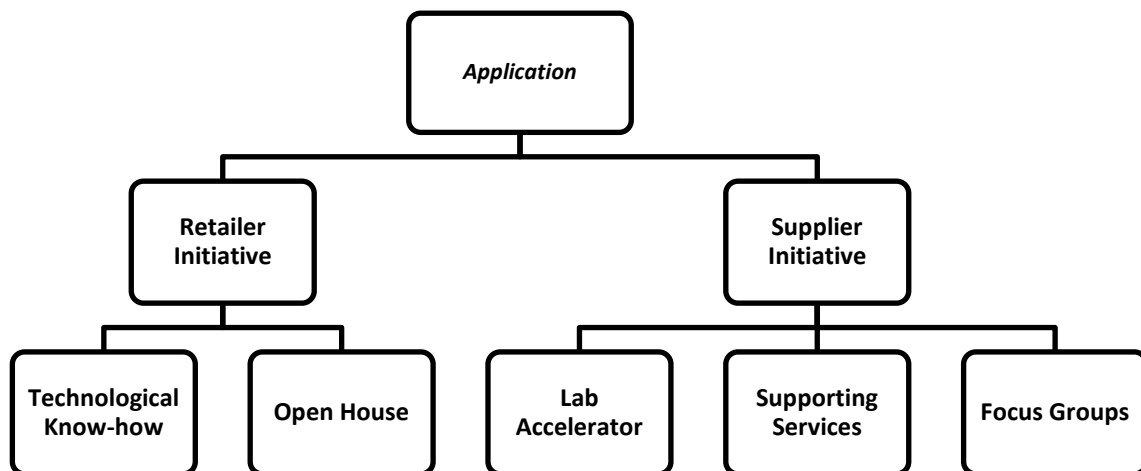 Application
Retailer
Initiative
Supplier
Initiative
Technological
Know-how
Open House
Lab
Accelerator
Supporting
Services
Focus Groups